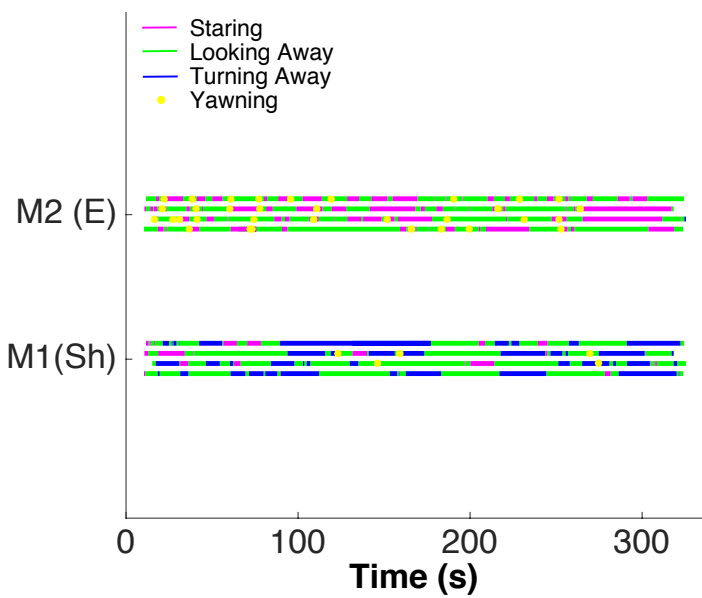 Staring
Looking Away
Turning Away
Yawning
M2 (E)
M1(Sh)
0 100 200 300
Time (s)